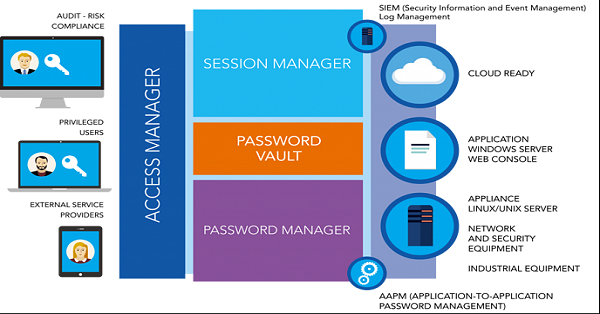 AUDIT - RISK
COMPLIANCE
PRIVILEGED
USERS
EXTERNAL SERVICE
PROVIDERS
ACCESS MANAGER
SESSION MANAGER
PASSWORD
VAULT
PASSWORD MANAGER
SIEM (Security Information and Event Management)
Log Management
CLOUD READY
APPLICATION
WINDOWS SERVER
WEB CONSOLE
APPLIANCE
LINUX/UNIX SERVER
NETWORK
AND SECURITY
EQUIPMENT
INDUSTRIAL EQUIPMENT
AAPM (APPLICATION-TO-APPLICATION
PASSWORD MANAGEMENT)